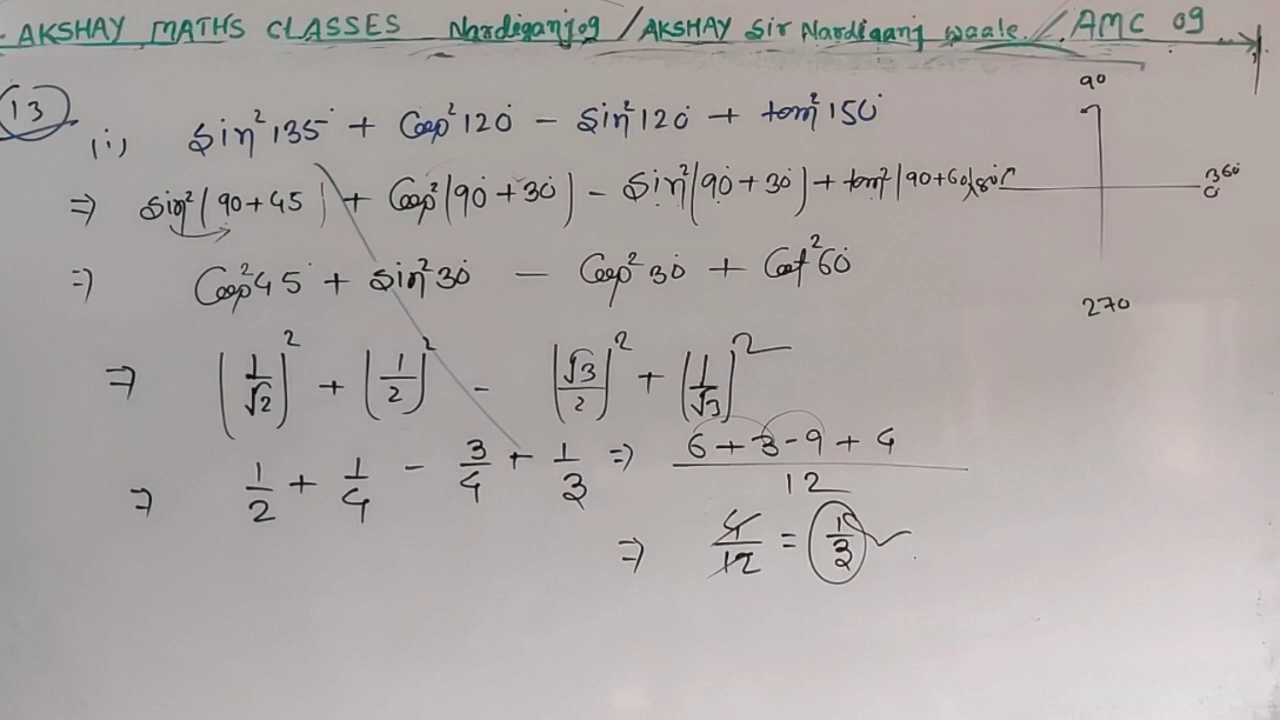 AKSHAY MATHS CLASSES Nardiganj09 / AKSHAY Sir Nardiganj waale / AMC 09
13
(i) Sin²135° + Cos²120° - Sin²120° + tan²150°
⇒ Sin²(90+45) + Cos²(90°+30°) - Sin²(90°+30°) + tan²(90+60)
⇒ Cos²45° + Sin²30° - Cos²30° + Cot²60°
⇒ (1/√2)² + (1/2)² - (√3/2)² + (1/√3)²
⇒ 1/2 + 1/4 - 3/4 + 1/3 ⇒ (6+3-9+4)/12
⇒ 4/12 = 1/3
90
180°
360°
0
270